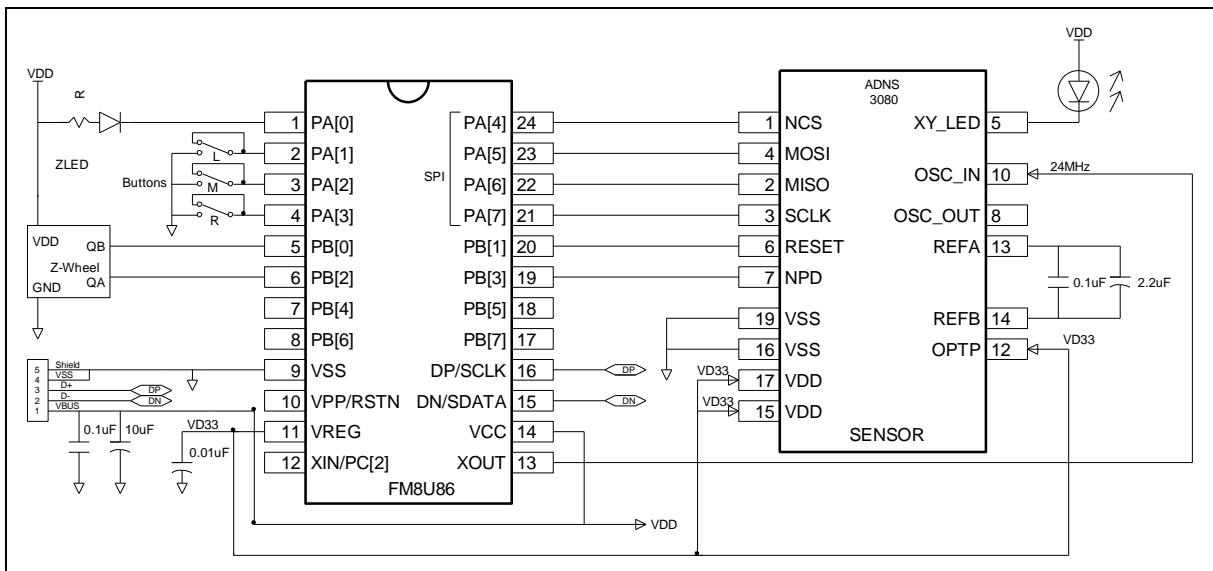 VDD
R
ZLED
Buttons
L
M
R
VDD
QB
Z-Wheel
QA
GND
5 Shield
4 VSS
3 D+ DP
2 D- DN
1 VBUS
0.1uF
10uF
VD33
0.01uF
1 PA[0]
2 PA[1]
3 PA[2]
4 PA[3]
5 PB[0]
6 PB[2]
7 PB[4]
8 PB[6]
9 VSS
10 VPP/RSTN
11 VREG
12 XIN/PC[2]
SPI
PA[4] 24
PA[5] 23
PA[6] 22
PA[7] 21
PB[1] 20
PB[3] 19
PB[5] 18
PB[7] 17
DP/SCLK 16 DP
DN/SDATA 15 DN
VCC 14
XOUT 13
FM8U86
VDD
ADNS
3080
1 NCS
4 MOSI
2 MISO
3 SCLK
6 RESET
7 NPD
19 VSS
16 VSS
VD33 17 VDD
VD33 15 VDD
SENSOR
VDD
XY_LED 5
OSC_IN 10 24MHz
OSC_OUT 8
REFA 13
0.1uF
2.2uF
REFB 14
OPTP 12 VD33